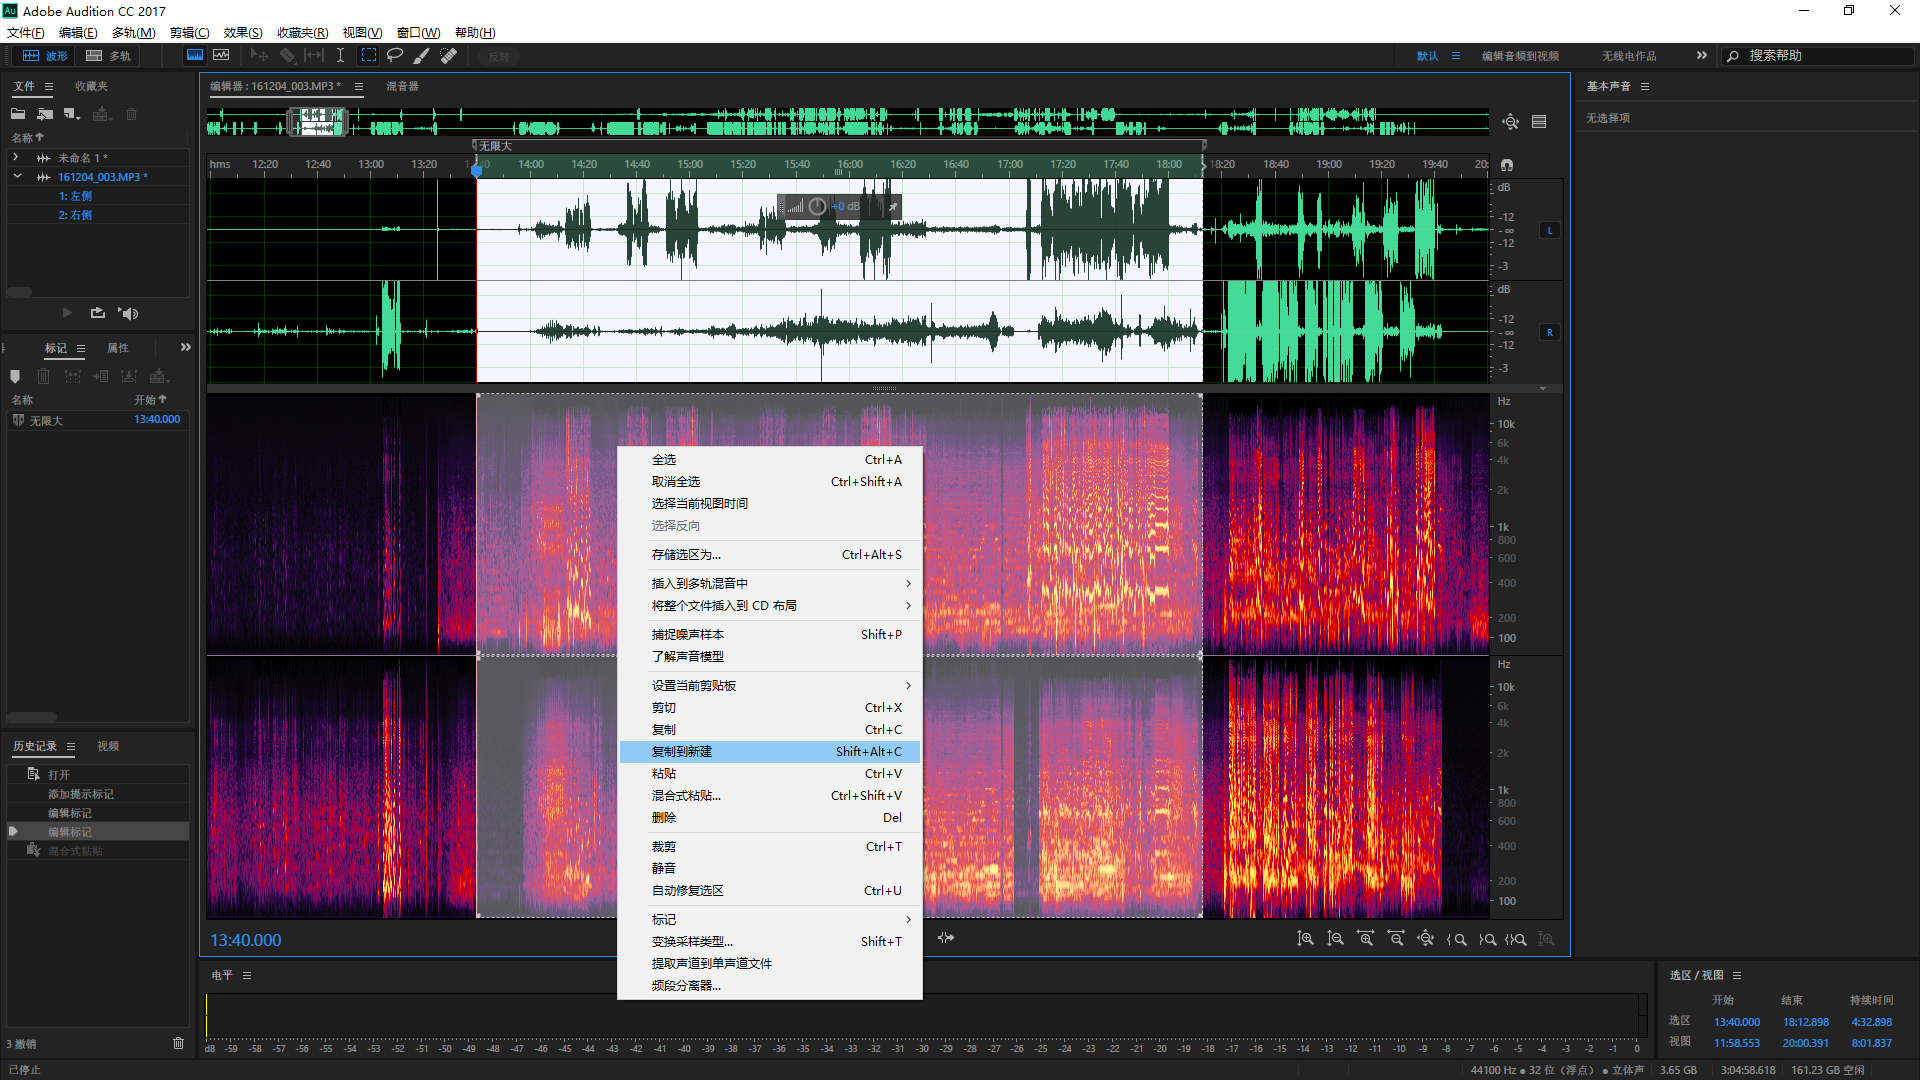 Adobe Audition CC 2017
文件(F) 编辑(E) 多轨(M) 剪辑(C) 效果(S) 收藏夹(R) 视图(V) 窗口(W) 帮助(H)
波形 多轨 反转 默认 编辑音频到视频 无线电作品 搜索帮助
文件 收藏夹
名称
未命名 1 *
161204_003.MP3 *
1: 左侧
2: 右侧
标记 属性
名称 开始
无限大 13:40.000
历史记录 视频
打开
添加提示标记
编辑标记
编辑标记
混合式粘贴
3 撤销
已停止
编辑器 : 161204_003.MP3 * 混音器
无限大
hms 12:20 12:40 13:00 13:20 13:40 14:00 14:20 14:40 15:00 15:20 15:40 16:00 16:20 16:40 17:00 17:20 17:40 18:00 18:20 18:40 19:00 19:20 19:40 20:
+0 dB
dB
-12
- ∞
-12
-3
L
dB
-12
- ∞
-12
-3
R
Hz
10k
6k
4k
2k
1k
800
600
400
200
100
Hz
10k
6k
4k
2k
1k
800
600
400
200
100
全选 Ctrl+A
取消全选 Ctrl+Shift+A
选择当前视图时间
选择反向
存储选区为... Ctrl+Alt+S
插入到多轨混音中
将整个文件插入到 CD 布局
捕捉噪声样本 Shift+P
了解声音模型
设置当前剪贴板
剪切 Ctrl+X
复制 Ctrl+C
复制到新建 Shift+Alt+C
粘贴 Ctrl+V
混合式粘贴... Ctrl+Shift+V
删除 Del
裁剪 Ctrl+T
静音
自动修复选区 Ctrl+U
标记
变换采样类型... Shift+T
提取声道到单声道文件
频段分离器...
13:40.000
电平
dB -59 -58 -57 -56 -55 -54 -53 -52 -51 -50 -49 -48 -47 -46 -45 -44 -43 -42 -41 -40 -39 -38 -37 -36 -35 -34 -33 -32 -31 -30 -29 -28 -27 -26 -25 -24 -23 -22 -21 -20 -19 -18 -17 -16 -15 -14 -13 -12 -11 -10 -9 -8 -7 -6 -5 -4 -3 -2 -1 0
基本声音
无选择项
选区 / 视图
开始 结束 持续时间
选区 13:40.000 18:12.898 4:32.898
视图 11:58.553 20:00.391 8:01.837
44100 Hz ● 32 位（浮点） ● 立体声 3.65 GB 3:04:58.618 161.23 GB 空闲